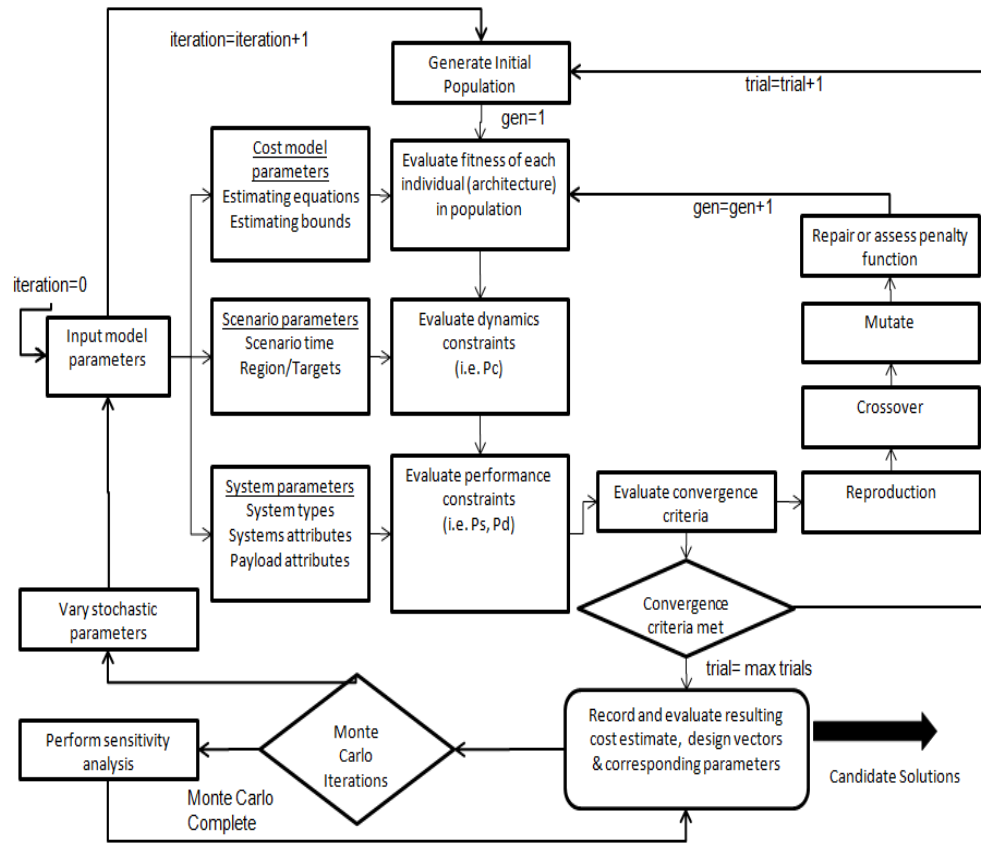 iteration=iteration+1
Generate Initial
Population
trial=trial+1
gen=1
Cost model
parameters
Estimating equations
Estimating bounds
Evaluate fitness of each
individual (architecture)
in population
gen=gen+1
Repair or assess penalty
function
iteration=0
Input model
parameters
Scenario parameters
Scenario time
Region/Targets
Evaluate dynamics
constraints
(i.e. Pc)
Mutate
Crossover
System parameters
System types
Systems attributes
Payload attributes
Evaluate performance
constraints
(i.e. Ps, Pd)
Evaluate convergence
criteria
Reproduction
Vary stochastic
parameters
Convergence
criteria met
trial= max trials
Perform sensitivity
analysis
Monte
Carlo
Iterations
Record and evaluate resulting
cost estimate, design vectors
& corresponding parameters
Candidate Solutions
Monte Carlo
Complete